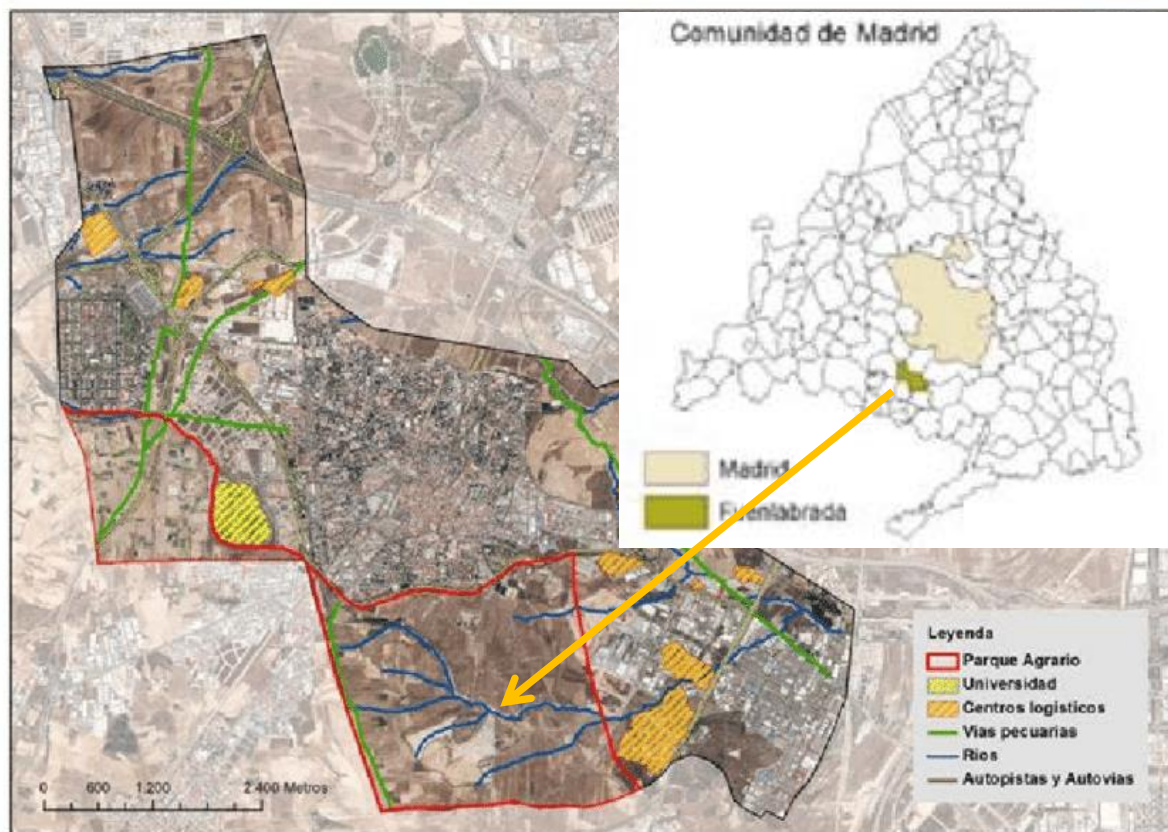 Comunidad de Madrid
Madrid
Fuenlabrada
Leyenda
Parque Agrario
Universidad
Centros logísticos
Vías pecuarias
Ríos
Autopistas y Autovías
0 600 1.200 2.400 Metros